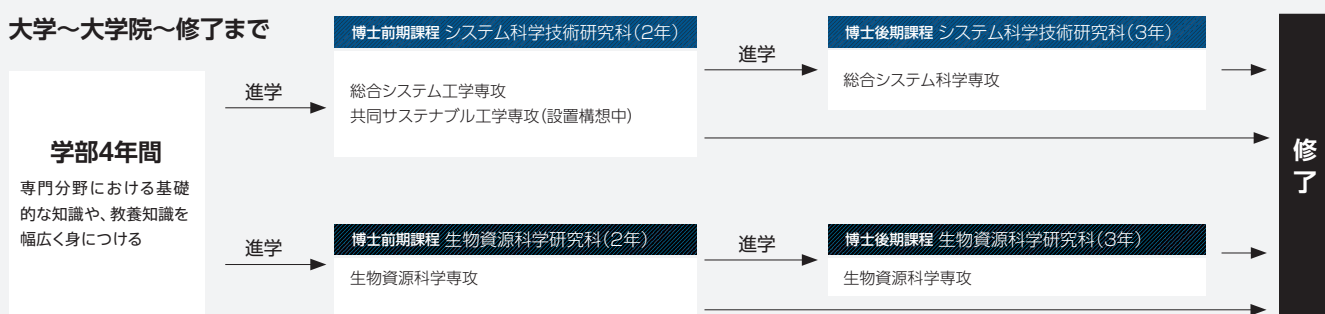 大学〜大学院〜修了まで
学部4年間
専門分野における基礎
的な知識や、教養知識を
幅広く身につける
進学
博士前期課程 システム科学技術研究科(2年)
総合システム工学専攻
共同サステナブル工学専攻(設置構想中)
進学
博士後期課程 システム科学技術研究科(3年)
総合システム科学専攻
進学
博士前期課程 生物資源科学研究科(2年)
生物資源科学専攻
進学
博士後期課程 生物資源科学研究科(3年)
生物資源科学専攻
修了